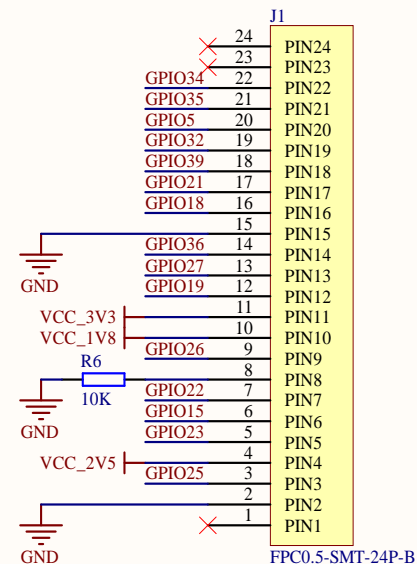 J1
24 PIN24
23 PIN23
GPIO34 22 PIN22
GPIO35 21 PIN21
GPIO5 20 PIN20
GPIO32 19 PIN19
GPIO39 18 PIN18
GPIO21 17 PIN17
GPIO18 16 PIN16
15 PIN15
GPIO36 14 PIN14
GPIO27 13 PIN13
GND
GPIO19 12 PIN12
VCC_3V3 11 PIN11
VCC_1V8 10 PIN10
GPIO26 9 PIN9
R6 8 PIN8
10K GPIO22 7 PIN7
GPIO15 6 PIN6
GND GPIO23 5 PIN5
VCC_2V5 4 PIN4
GPIO25 3 PIN3
2 PIN2
1 PIN1
GND FPC0.5-SMT-24P-B